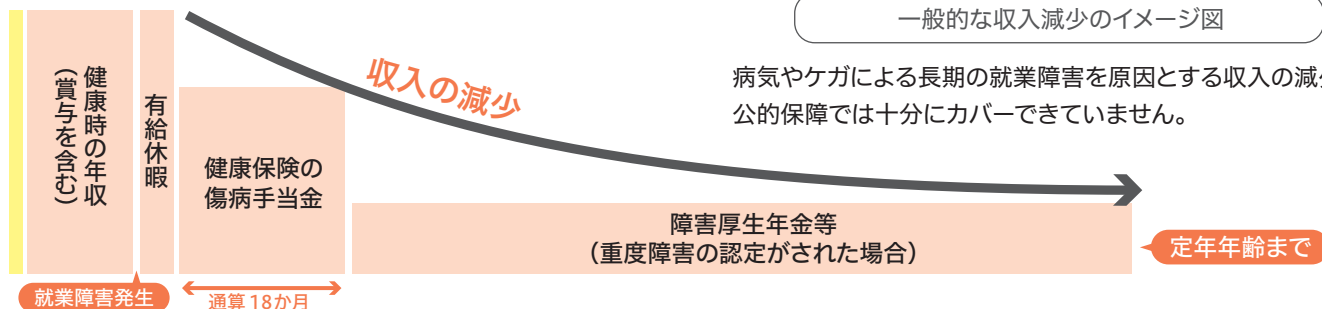 一般的な収入減少のイメージ図
病気やケガによる長期の就業障害を原因とする収入の減
公的保障では十分にカバーできていません。
健康時の年収
（賞与を含む）
有給休暇
収入の減少
健康保険の
傷病手当金
障害厚生年金等
（重度障害の認定がされた場合）
定年年齢まで
就業障害発生
通算18か月